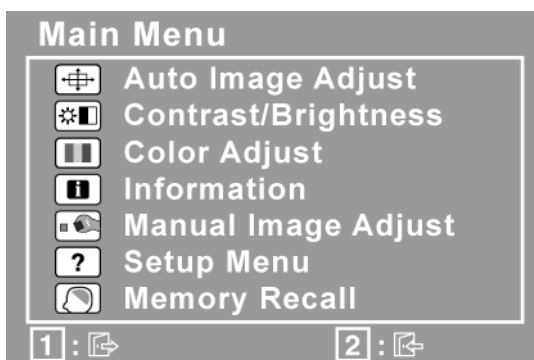 Main Menu
Auto Image Adjust
Contrast/Brightness
Color Adjust
i Information
Manual Image Adjust
? Setup Menu
Memory Recall
1 : 2 :